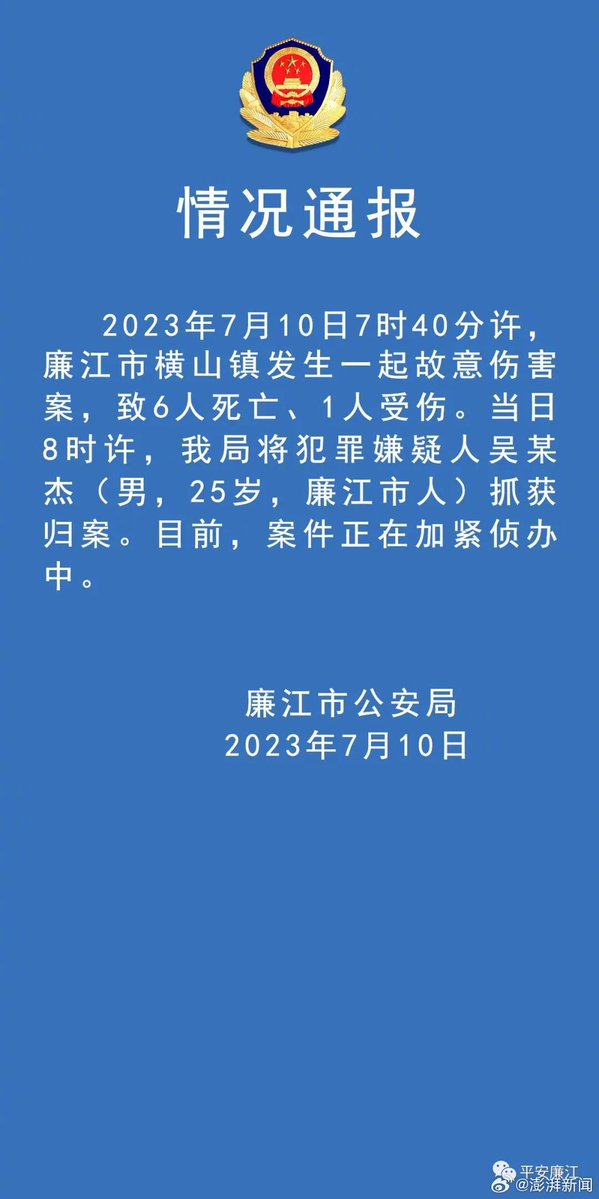 情况通报
2023年7月10日7时40分许，
廉江市横山镇发生一起故意伤害
案，致6人死亡、1人受伤。当日
8时许，我局将犯罪嫌疑人吴某
杰（男，25岁，廉江市人）抓获
归案。目前，案件正在加紧侦办
中。
廉江市公安局
2023年7月10日
平安廉江
@澎湃新闻